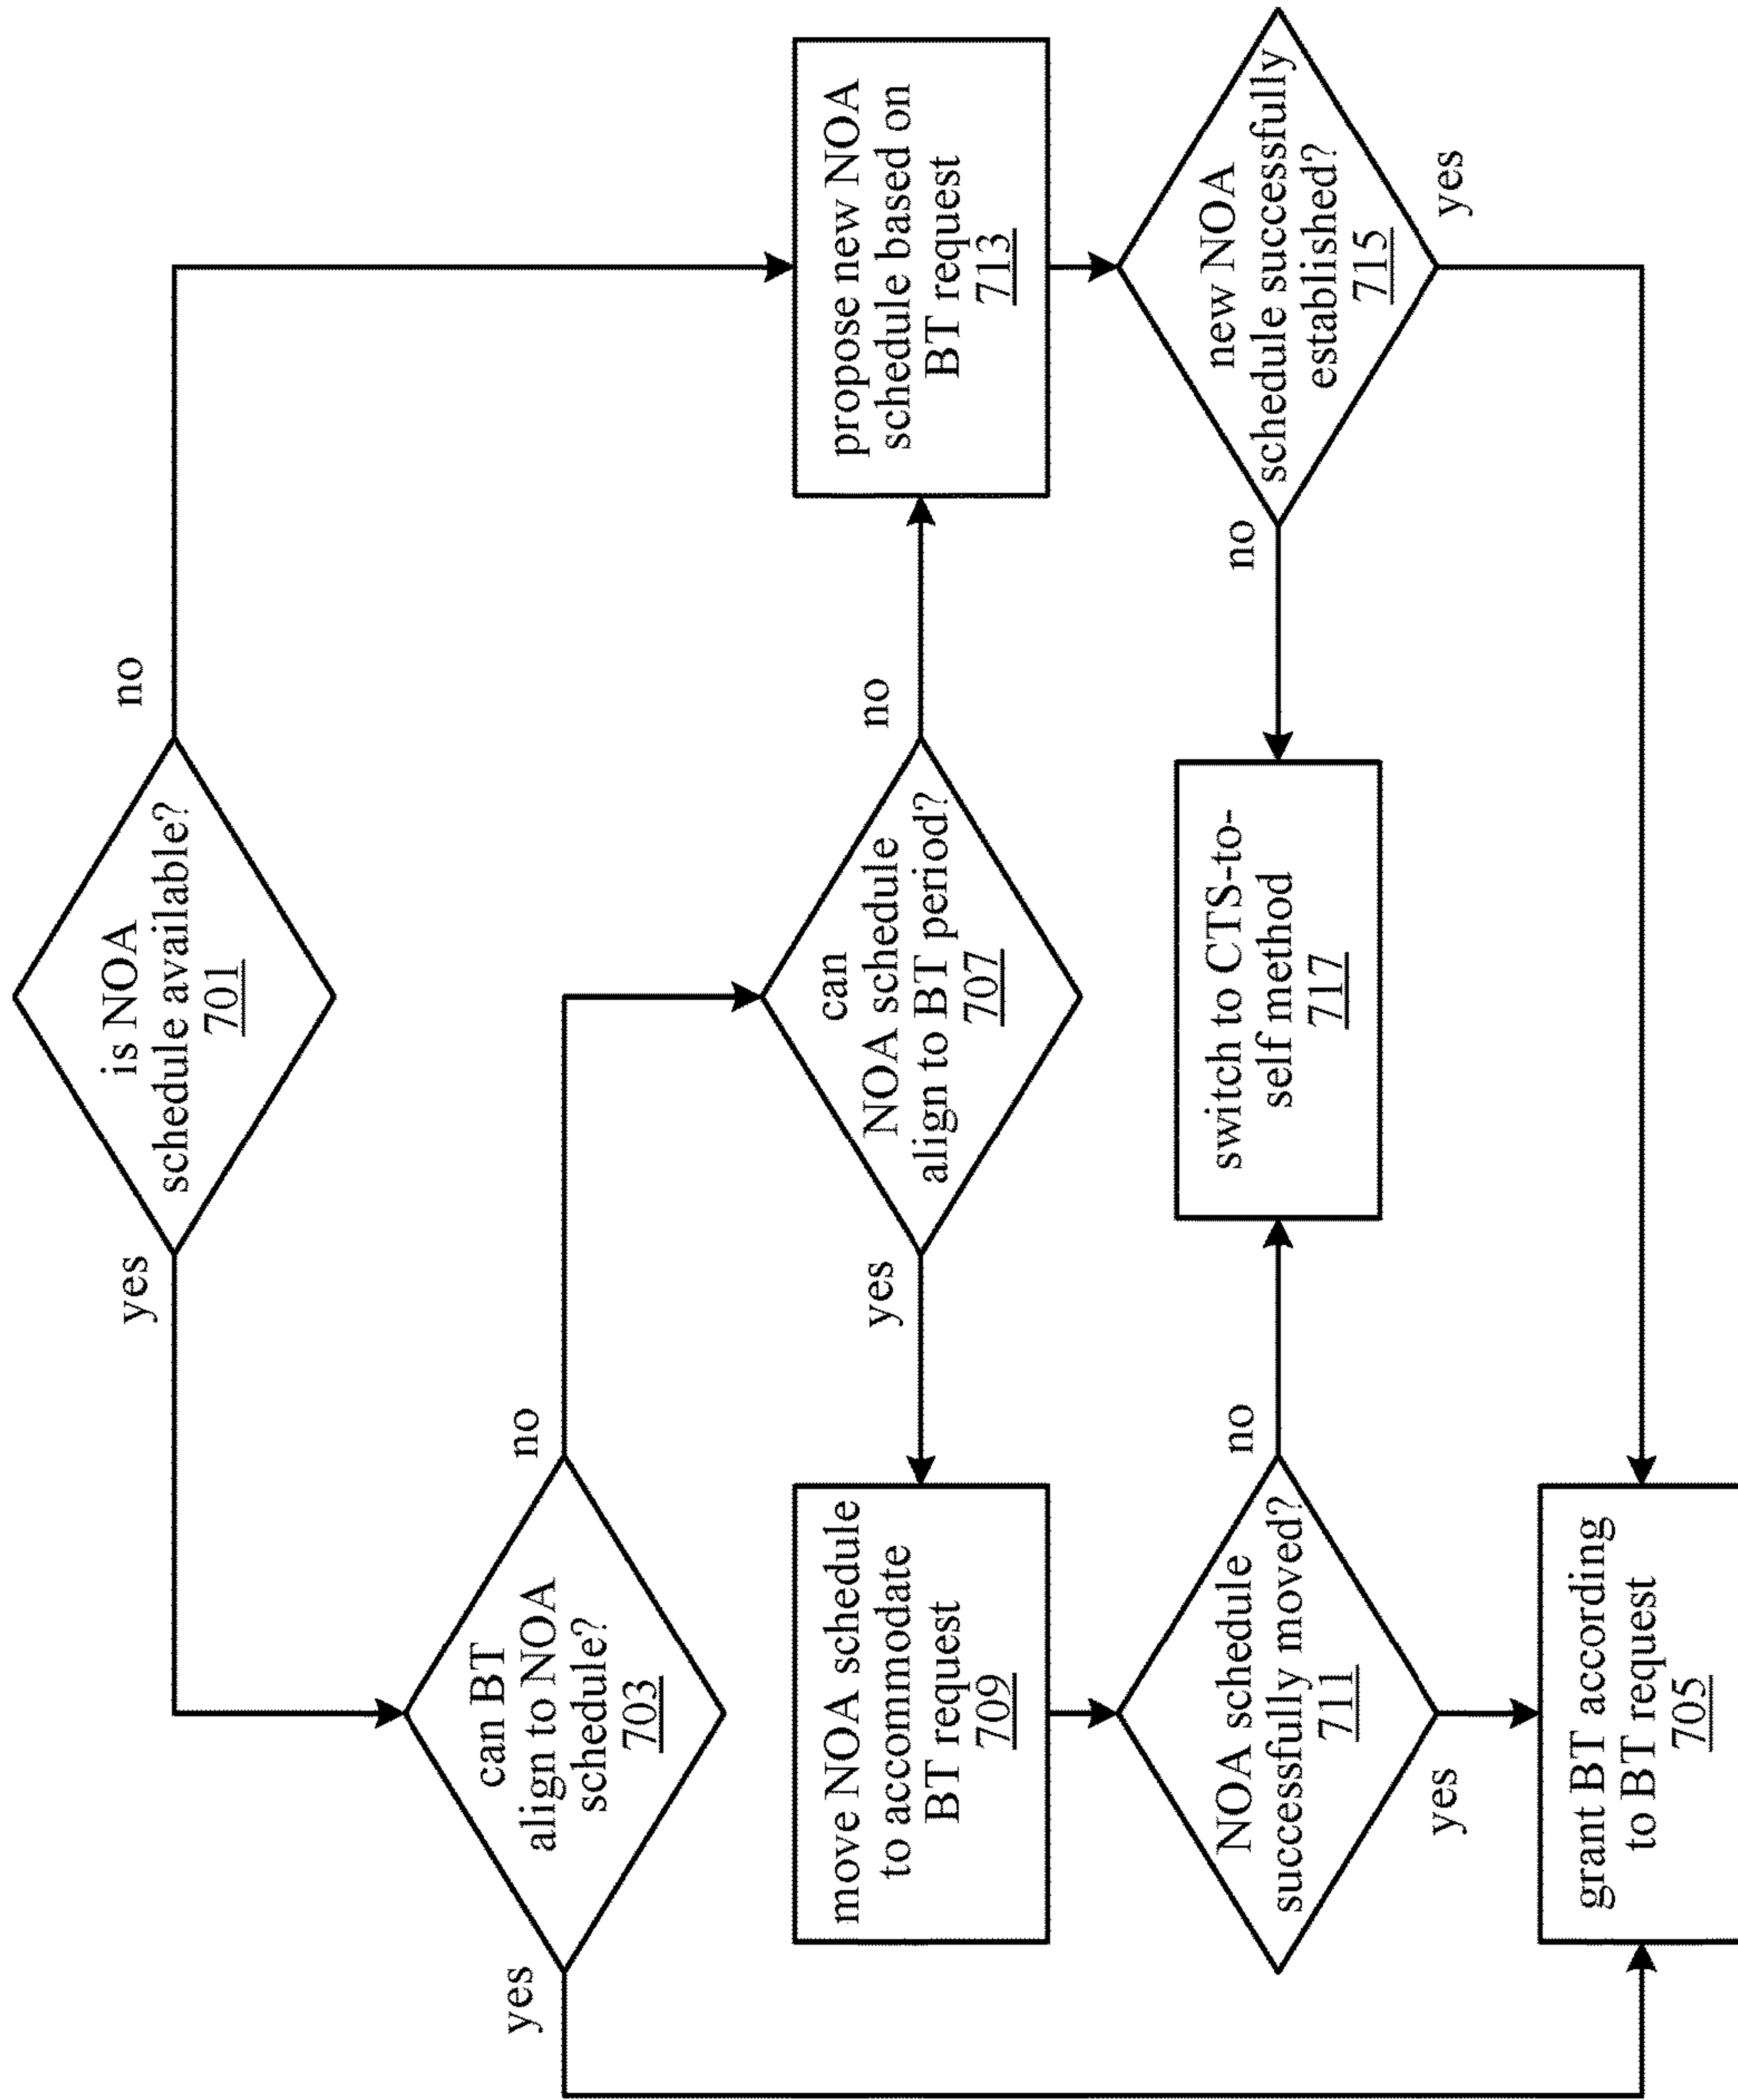 is NOA
schedule available?
701
yes
no
can BT
align to NOA
schedule?
703
yes
no
can
NOA schedule
align to BT period?
707
yes
no
move NOA schedule
to accommodate
BT request
709
propose new NOA
schedule based on
BT request
713
NOA schedule
successfully moved?
711
no
yes
switch to CTS-to-
self method
717
new NOA
schedule successfully
established?
715
no
yes
grant BT according
to BT request
705